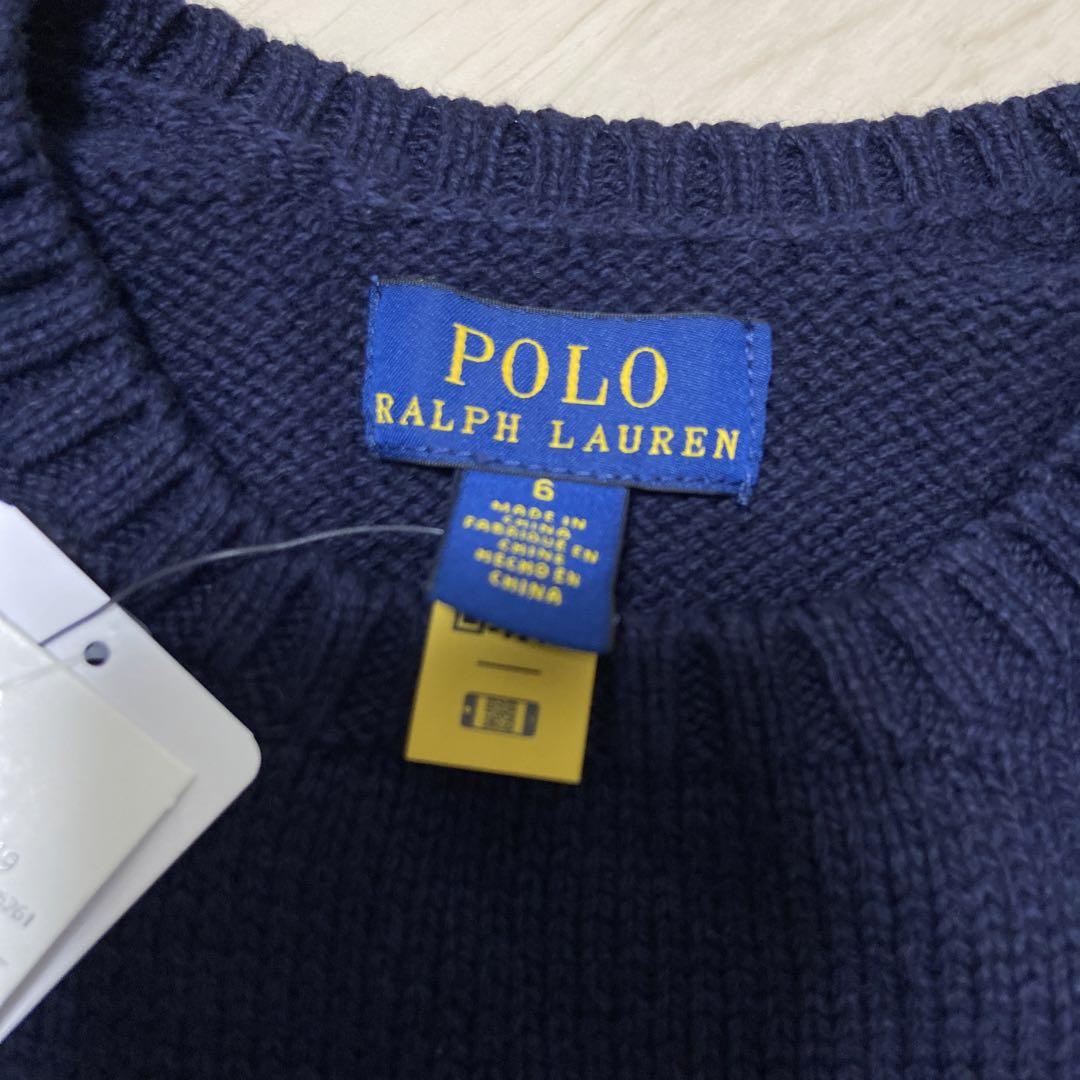 POLO
RALPH LAUREN
6
MADE IN
CHINA
FABRIQUÉ EN
CHINE
HECHO EN
CHINA